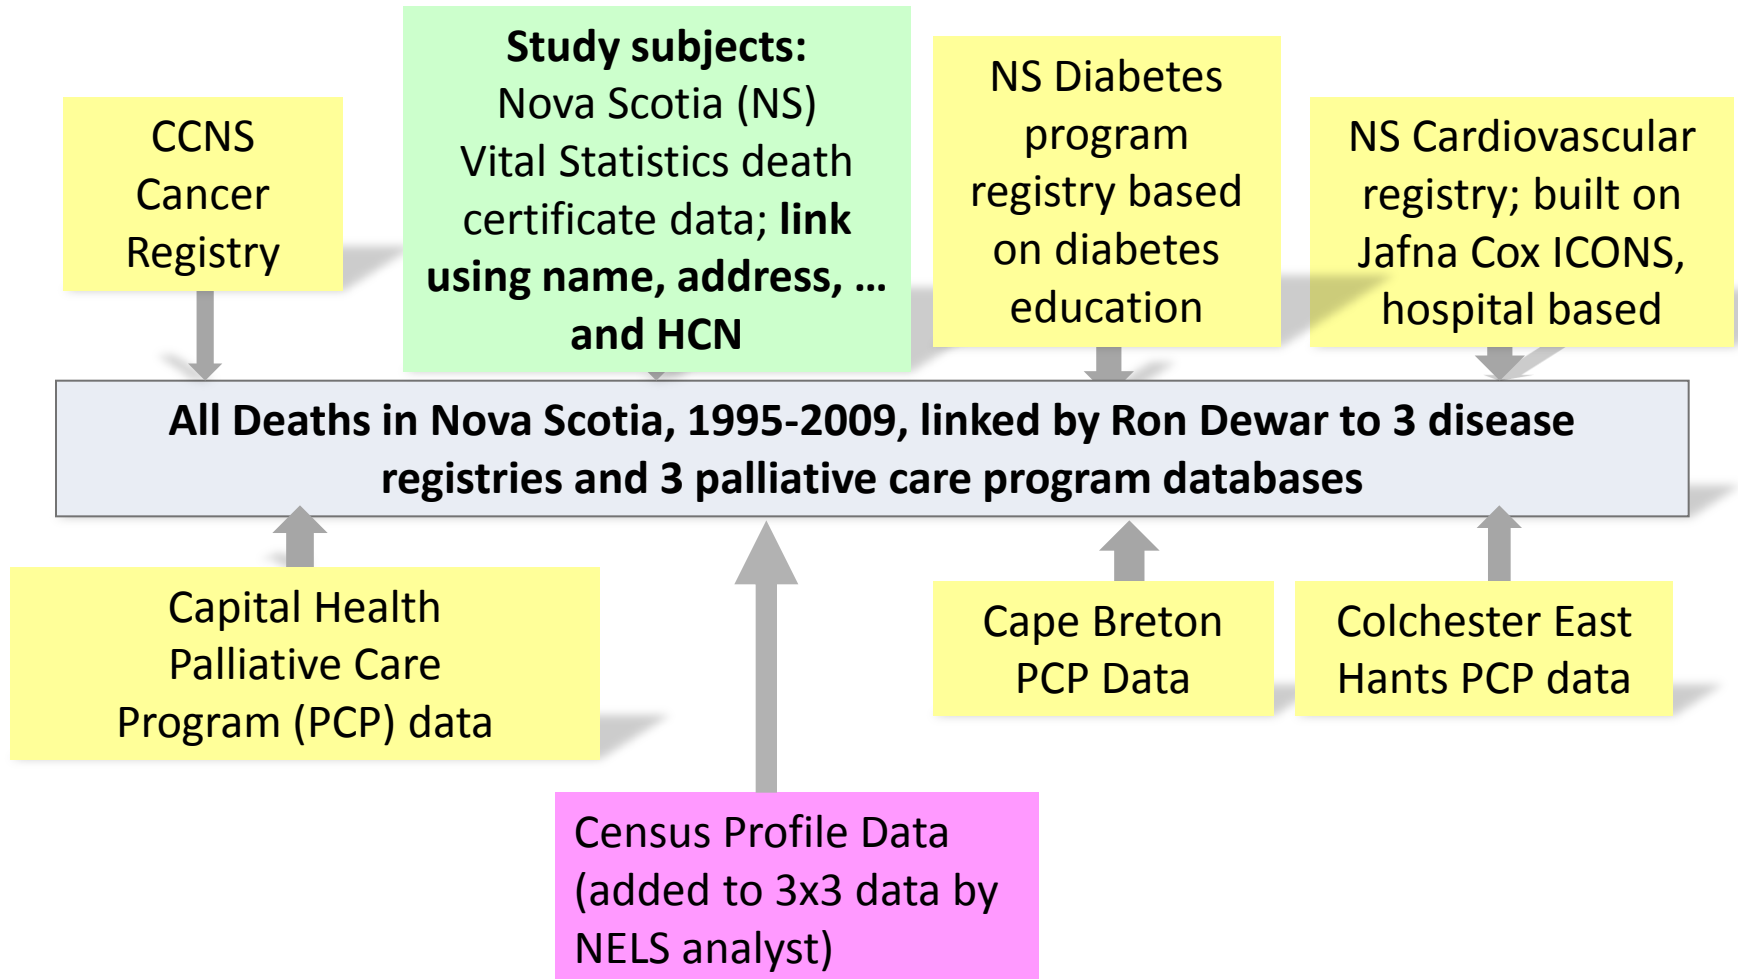 CCNS
Cancer
Registry
Study subjects:
Nova Scotia (NS)
Vital Statistics death
certificate data; link
using name, address, ...
and HCN
NS Diabetes
program
registry based
on diabetes
education
NS Cardiovascular
registry; built on
Jafna Cox ICONS,
hospital based
All Deaths in Nova Scotia, 1995-2009, linked by Ron Dewar to 3 disease
registries and 3 palliative care program databases
Capital Health
Palliative Care
Program (PCP) data
Cape Breton
PCP Data
Colchester East
Hants PCP data
Census Profile Data
(added to 3x3 data by
NELS analyst)